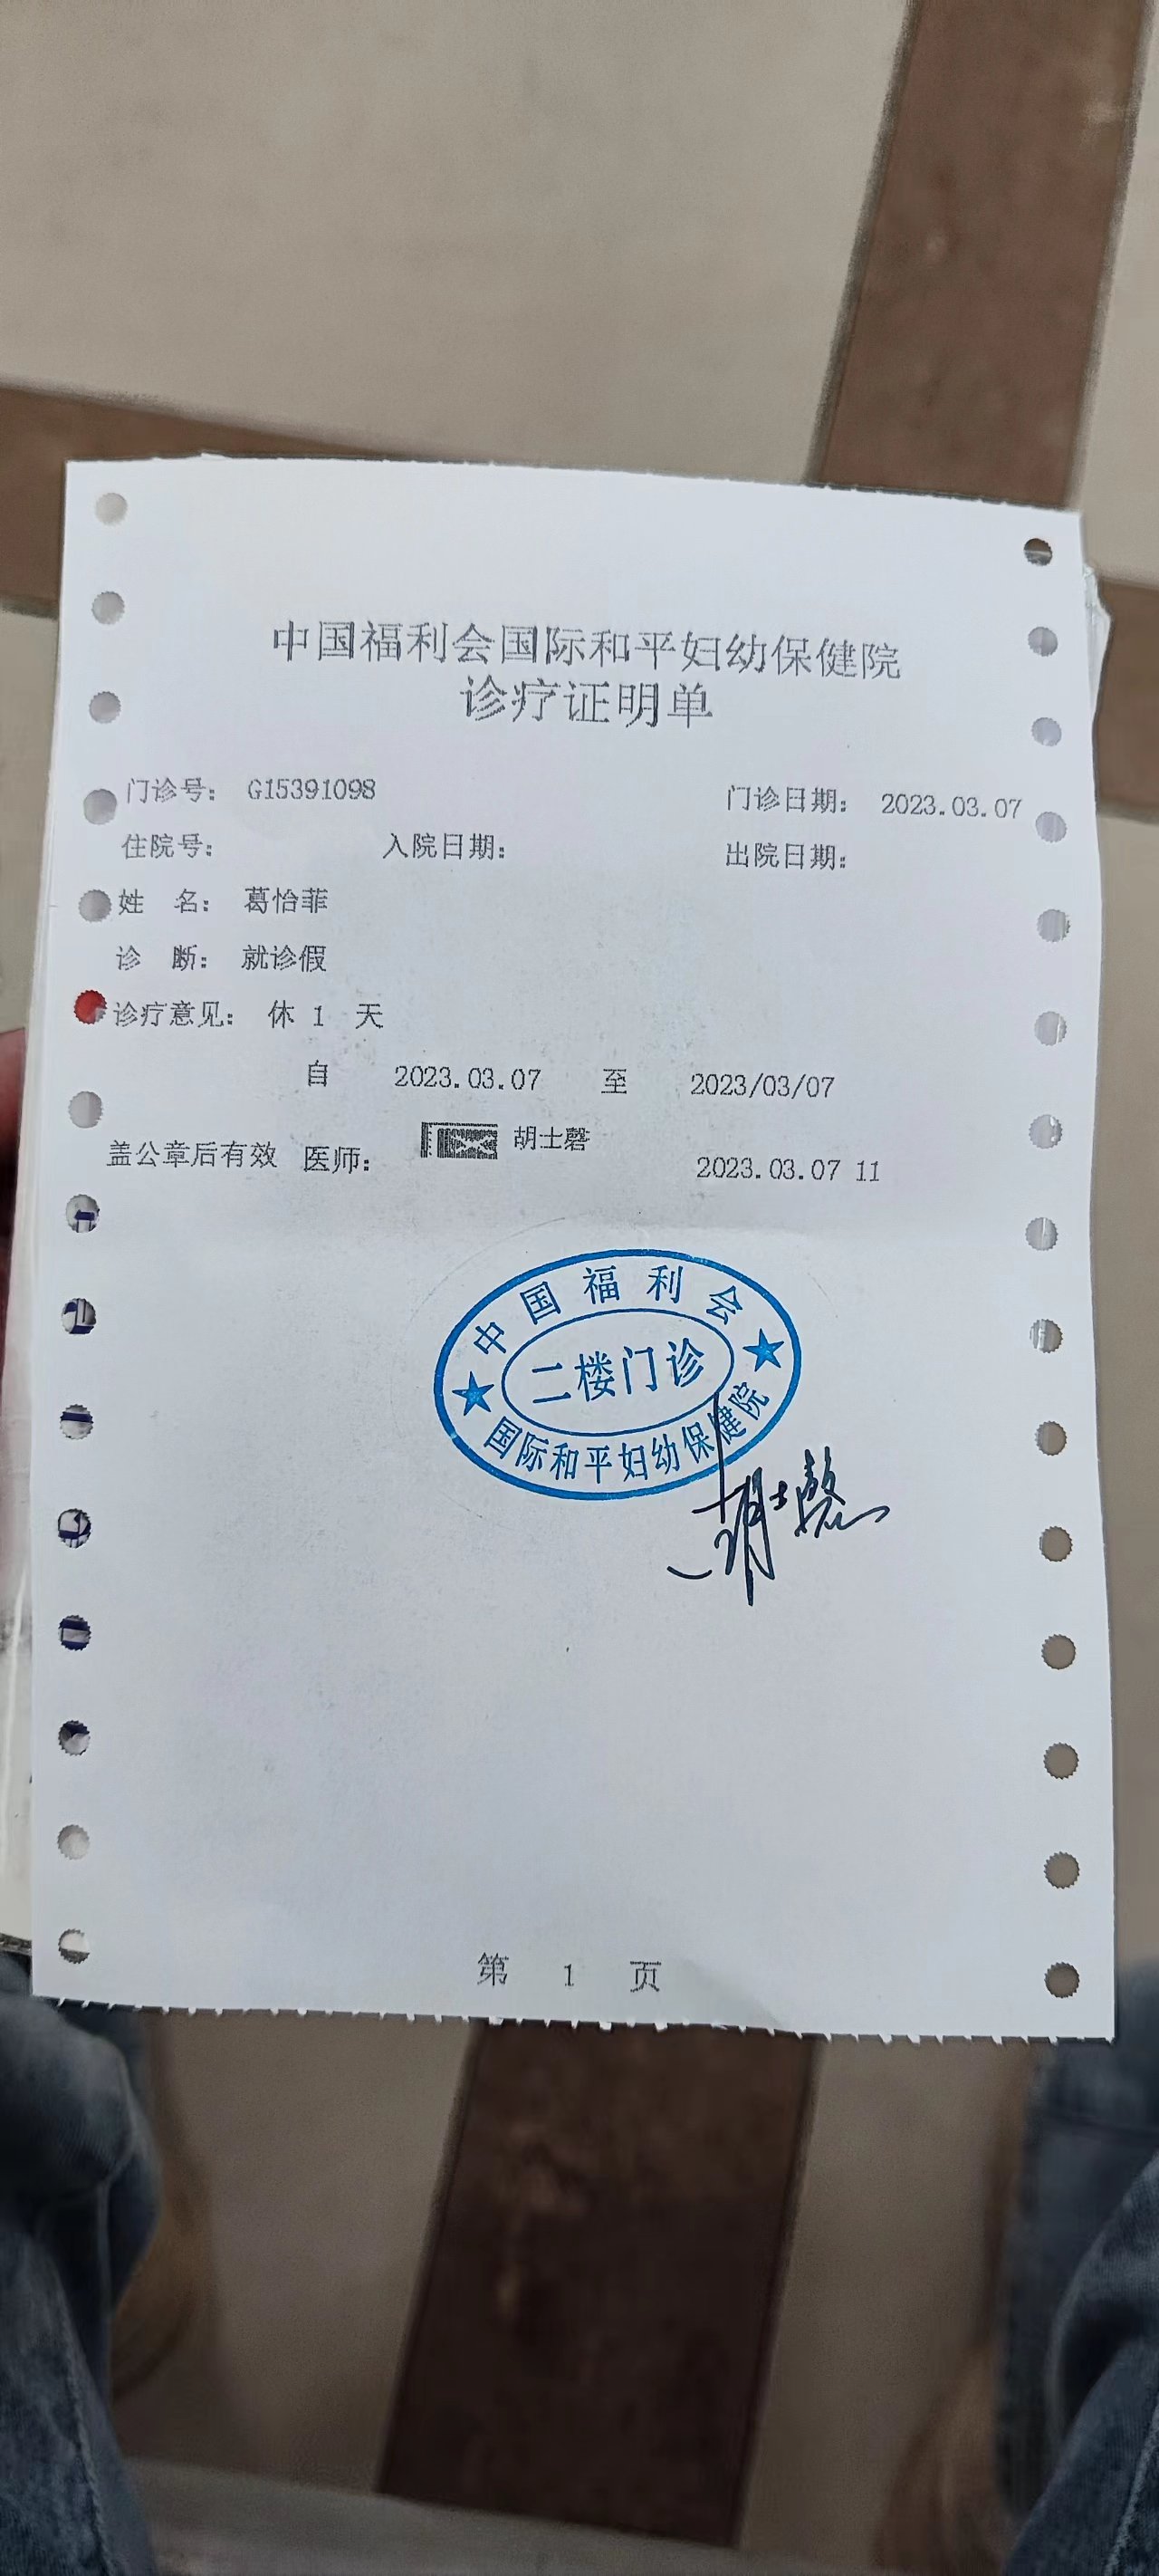 中国福利会国际和平妇幼保健院
诊疗证明单
门诊号： G15391098 门诊日期： 2023.03.07
住院号： 入院日期： 出院日期：
姓 名： 葛怡菲
诊 断： 就诊假
诊疗意见： 休 1 天
自 2023.03.07 至 2023/03/07
盖公章后有效 医师： 胡士磬 2023.03.07 11
中国福利会
二楼门诊
国际和平妇幼保健院
胡士磬
第 1 页